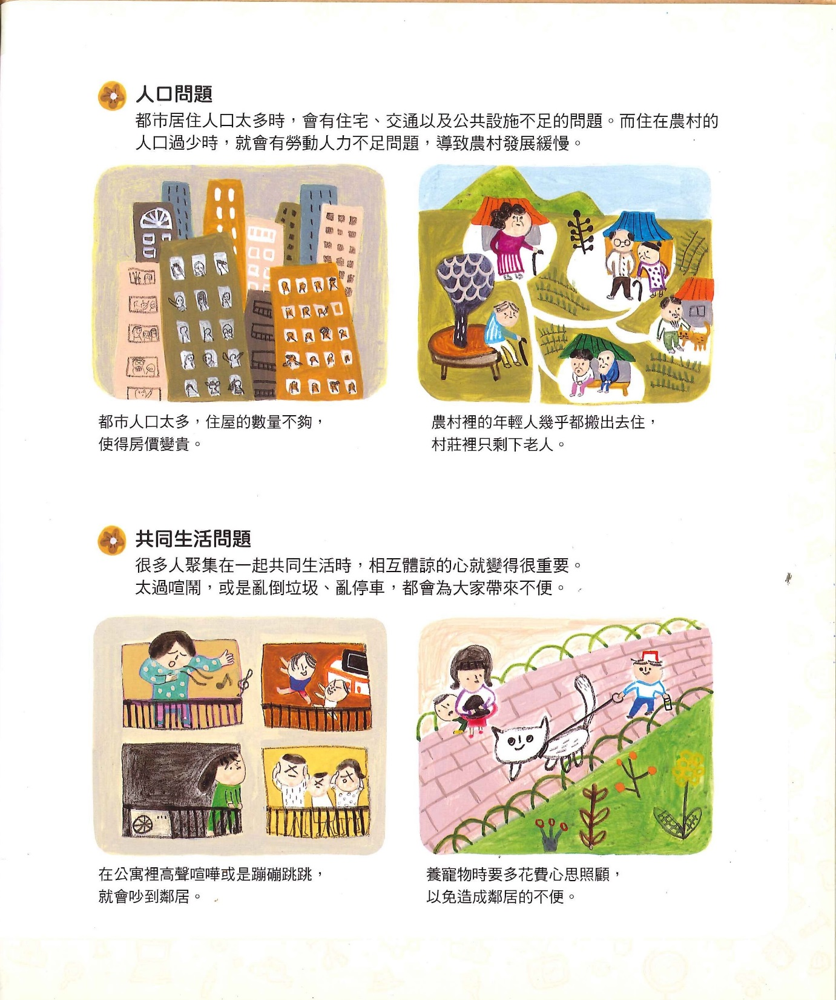 人口問題
都市居住人口太多時，會有住宅、交通以及公共設施不足的問題。而住在農村的
人口過少時，就會有勞動人力不足問題，導致農村發展緩慢。
都市人口太多，住屋的數量不夠，
使得房價變貴。
農村裡的年輕人幾乎都搬出去住，
村莊裡只剩下老人。
共同生活問題
很多人聚集在一起共同生活時，相互體諒的心就變得很重要。
太過喧鬧，或是亂倒垃圾、亂停車，都會為大家帶來不便。
在公寓裡高聲喧嘩或是蹦磞跳跳，
就會吵到鄰居。
養寵物時要多花費心思照顧，
以免造成鄰居的不便。